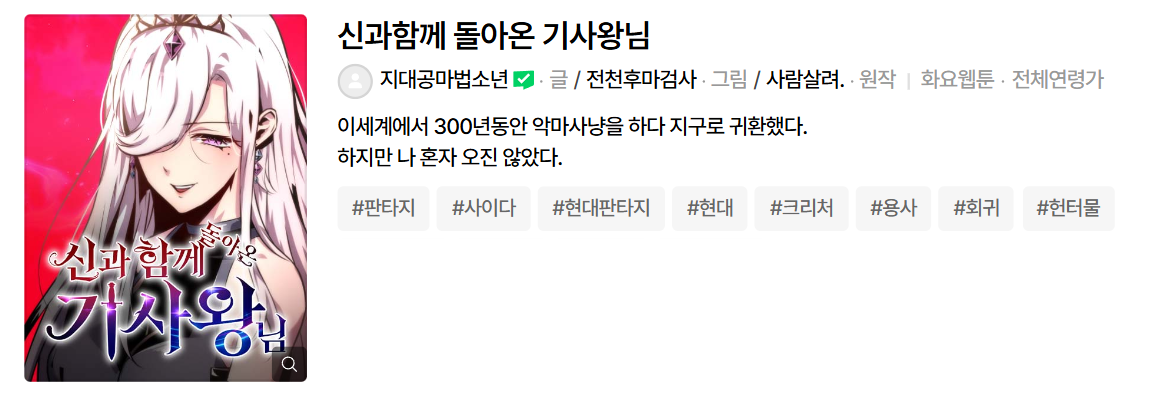 신과함께 돌아온 기사왕님
신과함께 돌아온 기사왕님
지대공마법소년 · 글 / 전천후마검사 · 그림 / 사람살려. · 원작 | 화요웹툰 · 전체연령가
이세계에서 300년동안 악마사냥을 하다 지구로 귀환했다.
하지만 나 혼자 오진 않았다.
#판타지 #사이다 #현대판타지 #현대 #크리처 #용사 #회귀 #헌터물